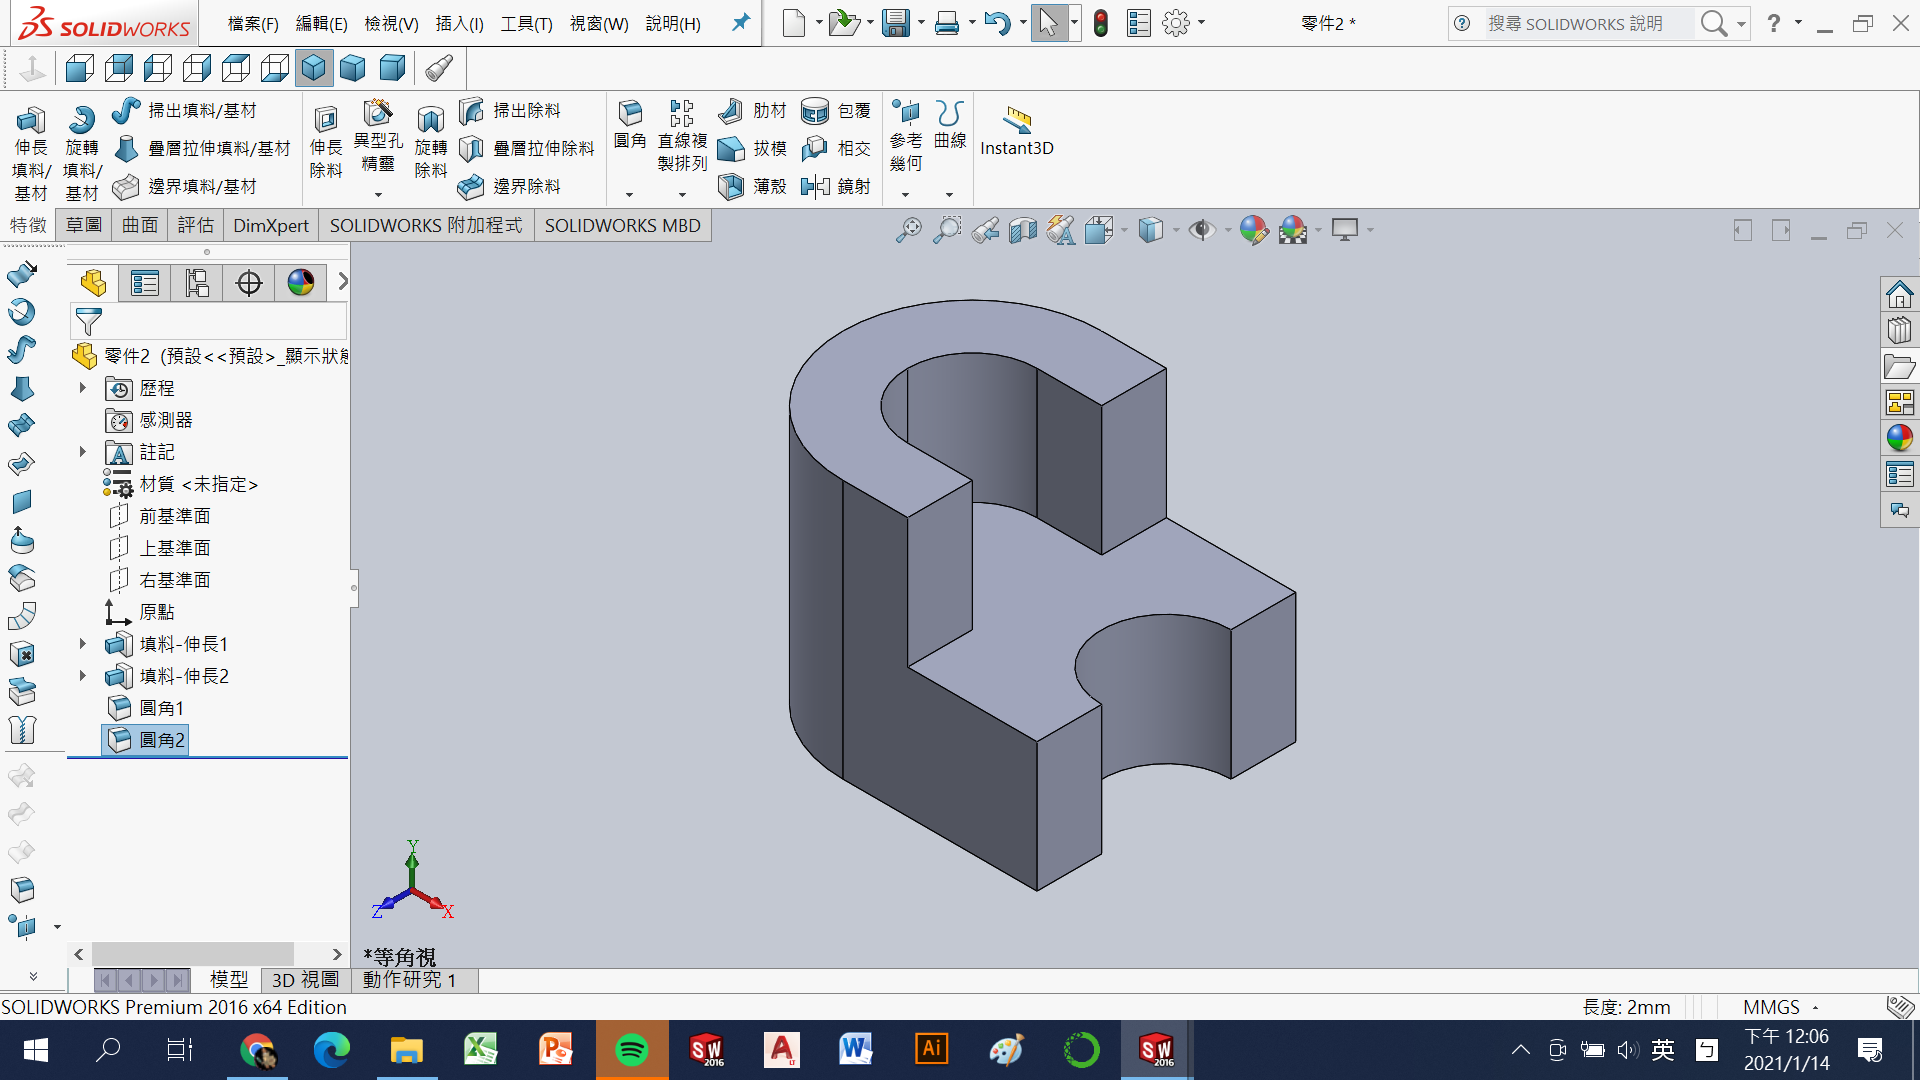 SOLIDWORKS
檔案(F) 編輯(E) 檢視(V) 插入(I) 工具(T) 視窗(W) 說明(H)
零件2 *
搜尋 SOLIDWORKS 說明
伸長填料/基材
旋轉填料/基材
掃出填料/基材
疊層拉伸填料/基材
邊界填料/基材
伸長除料
異型孔精靈
旋轉除料
掃出除料
疊層拉伸除料
邊界除料
圓角
直線複製排列
肋材
拔模
薄殼
包覆
相交
鏡射
參考幾何
曲線
Instant3D
特徵 草圖 曲面 評估 DimXpert SOLIDWORKS 附加程式 SOLIDWORKS MBD
零件2 (預設<<預設>_顯示狀態
歷程
感測器
A 註記
材質 <未指定>
前基準面
上基準面
右基準面
原點
填料-伸長1
填料-伸長2
圓角1
圓角2
Y
Z
X
*等角視
模型 3D 視圖 動作研究 1
SOLIDWORKS Premium 2016 x64 Edition
長度: 2mm
MMGS
SW 2016
A LT
Ai
SW 2016
英
ㄅ
下午 12:06
2021/1/14